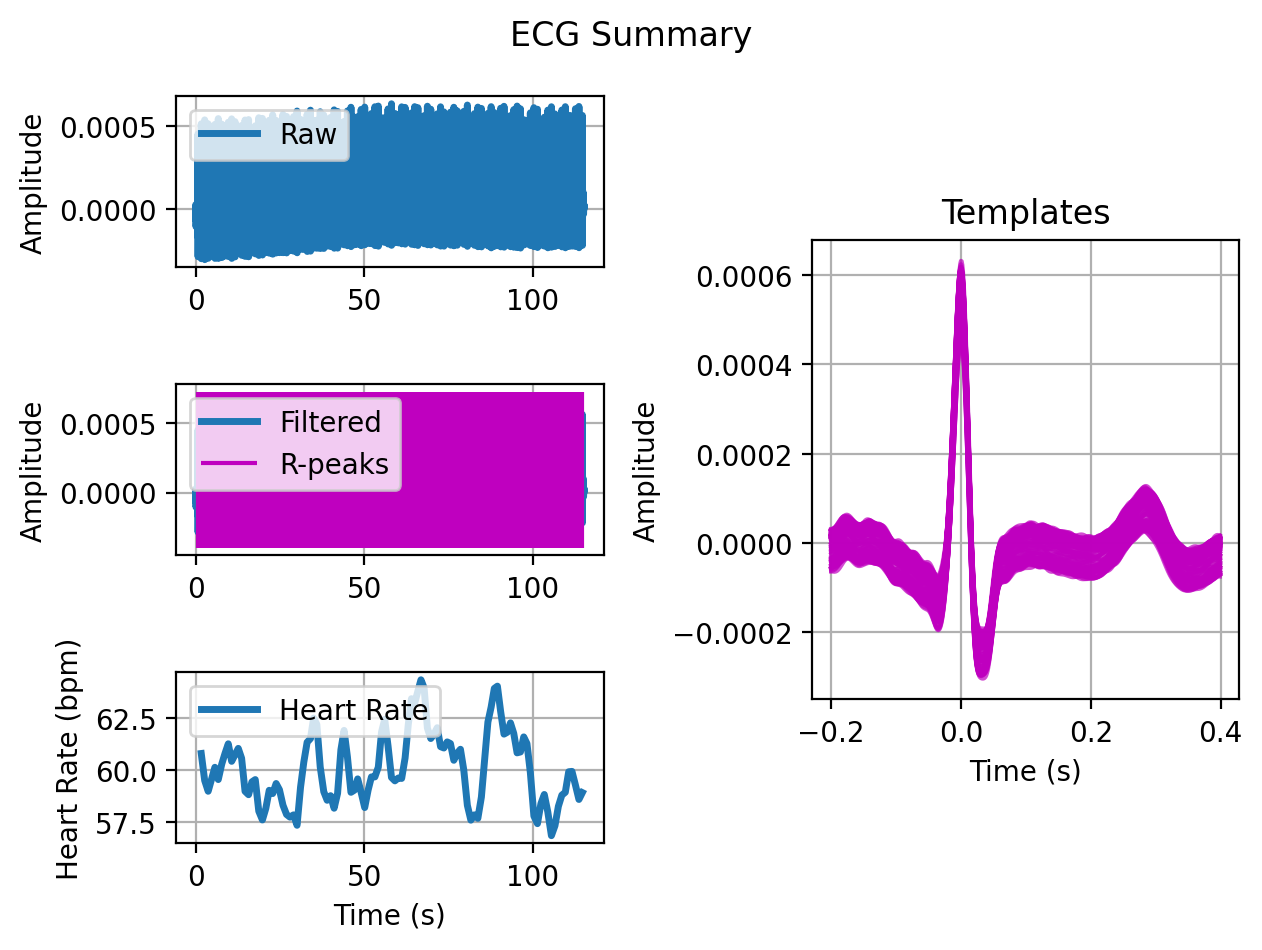 ECG Summary
Amplitude
0.0005
0.0000
Raw
0
50
100
Amplitude
0.0005
0.0000
Filtered
R-peaks
0
50
100
Heart Rate (bpm)
62.5
60.0
57.5
Heart Rate
0
50
100
Time (s)
Templates
Amplitude
0.0006
0.0004
0.0002
0.0000
−0.0002
−0.2
0.0
0.2
0.4
Time (s)